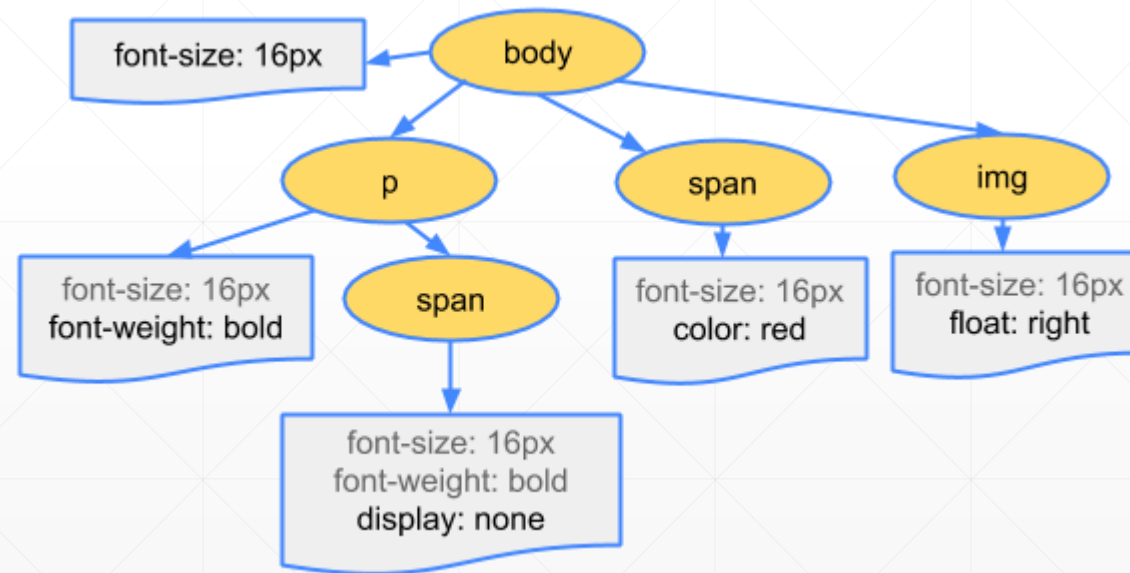 font-size: 16px
body
p
span
img
font-size: 16px
font-weight: bold
span
font-size: 16px
color: red
font-size: 16px
float: right
font-size: 16px
font-weight: bold
display: none